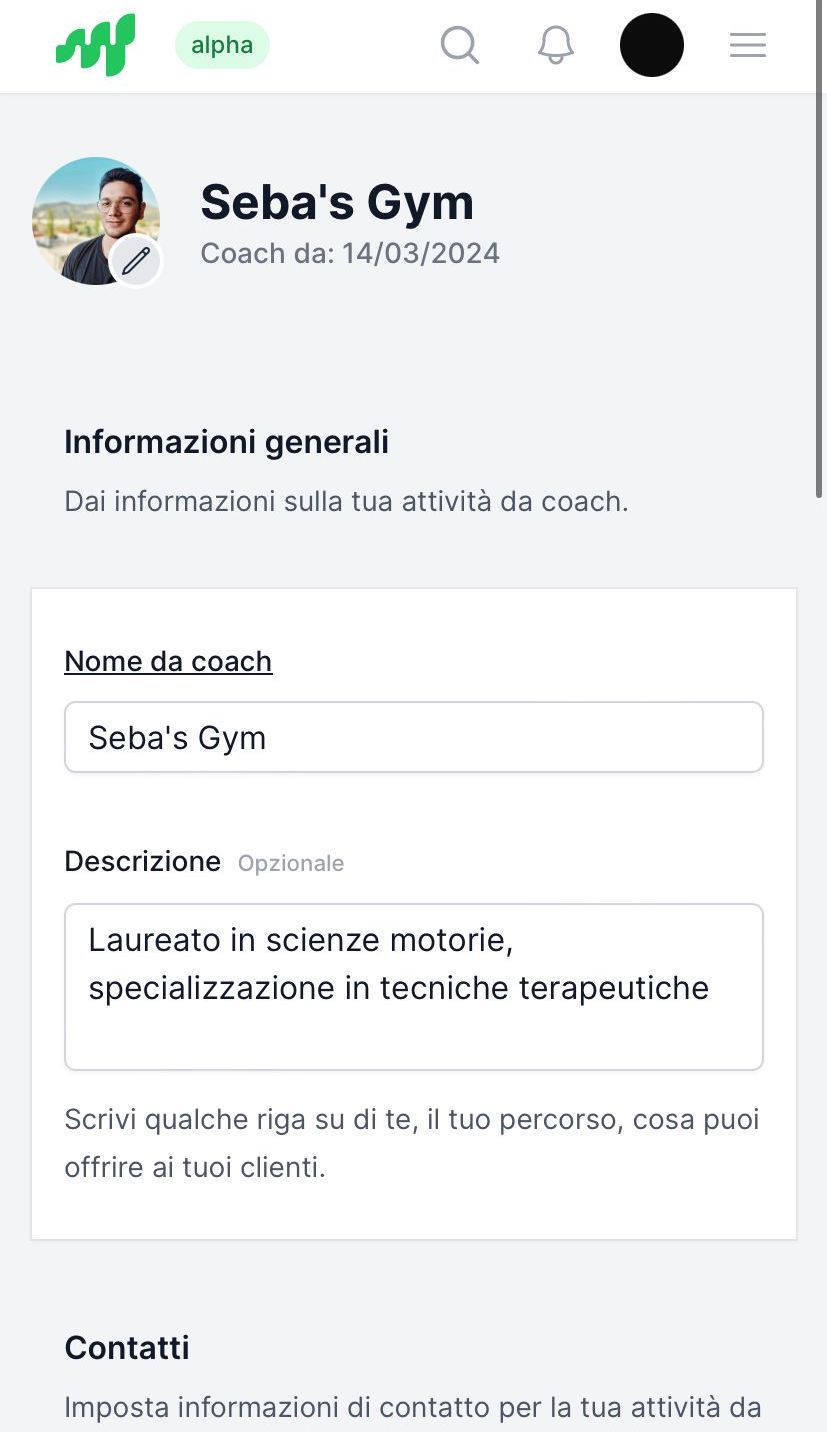 alpha
Seba's Gym
Coach da: 14/03/2024
Informazioni generali
Dai informazioni sulla tua attività da coach.
Nome da coach
Seba's Gym
Descrizione Opzionale
Laureato in scienze motorie,
specializzazione in tecniche terapeutiche
Scrivi qualche riga su di te, il tuo percorso, cosa puoi
offrire ai tuoi clienti.
Contatti
Imposta informazioni di contatto per la tua attività da